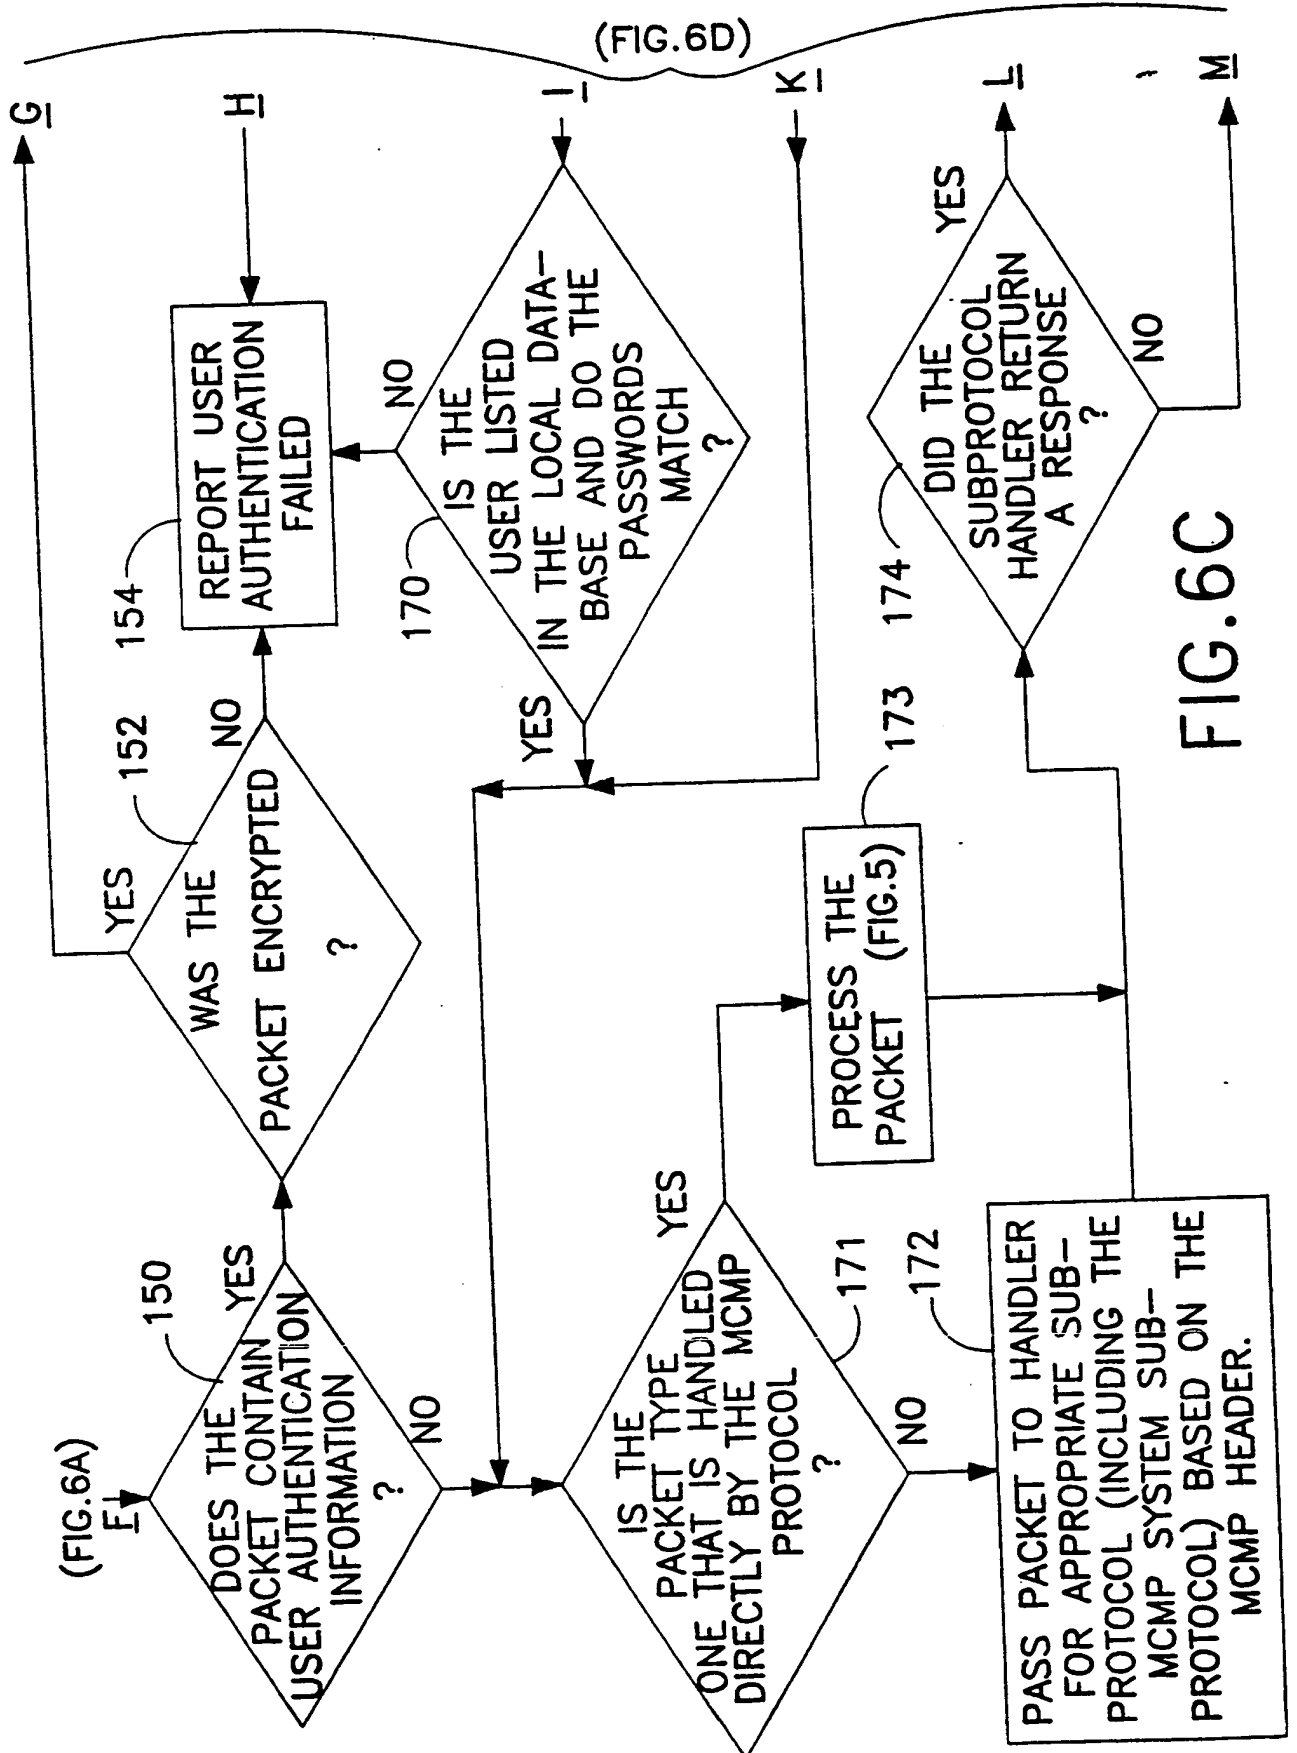 (FIG.6A)
F
DOES THE
PACKET CONTAIN
USER AUTHENTICATION
INFORMATION
?
150
YES
NO
WAS THE
PACKET ENCRYPTED
?
152
YES
NO
G
REPORT USER
AUTHENTICATION
FAILED
154
H
IS THE
USER LISTED
IN THE LOCAL DATA–
BASE AND DO THE
PASSWORDS
MATCH
?
170
NO
YES
I
K
(FIG.6D)
IS THE
PACKET TYPE
ONE THAT IS HANDLED
DIRECTLY BY THE MCMP
PROTOCOL
?
171
YES
NO
PROCESS THE
PACKET (FIG.5)
173
PASS PACKET TO HANDLER
FOR APPROPRIATE SUB–
PROTOCOL (INCLUDING THE
MCMP SYSTEM SUB–
PROTOCOL) BASED ON THE
MCMP HEADER.
172
DID THE
SUBPROTOCOL
HANDLER RETURN
A RESPONSE
?
174
YES
NO
L
M
FIG.6C